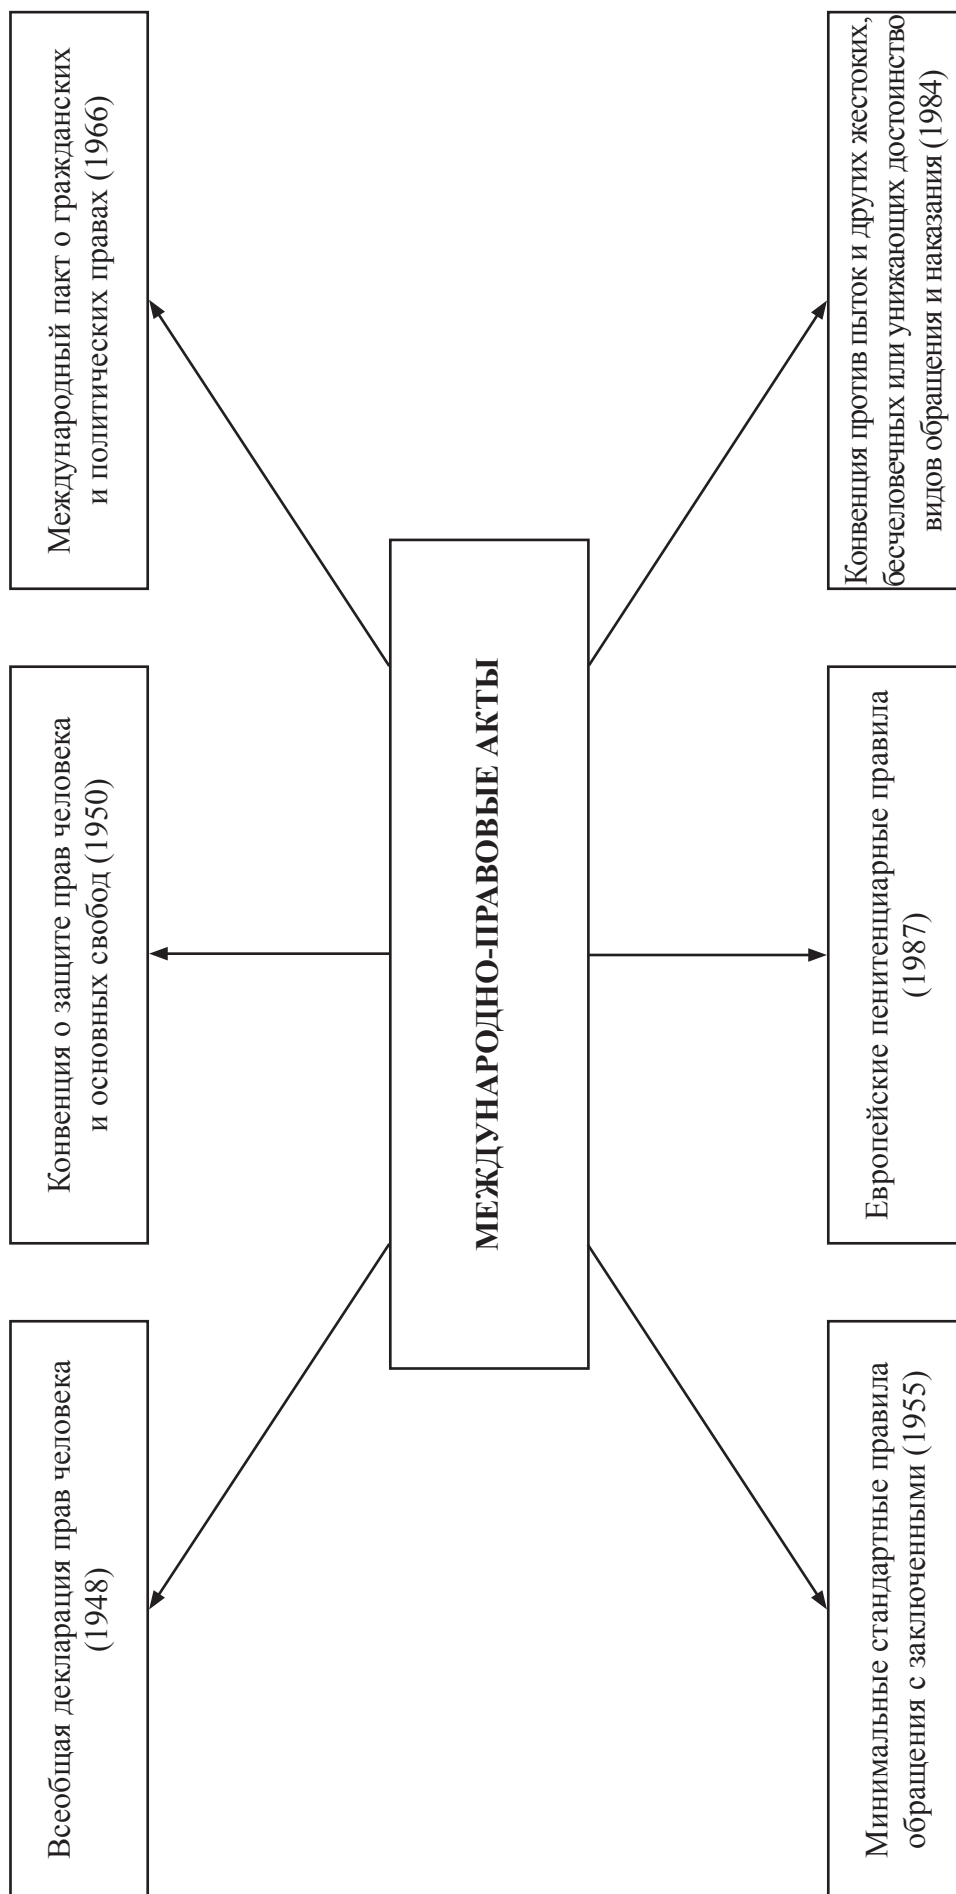 Всеобщая декларация прав человека
(1948)
Конвенция о защите прав человека
и основных свобод (1950)
Международный пакт о гражданских
и политических правах (1966)
МЕЖДУНАРОДНО-ПРАВОВЫЕ АКТЫ
Минимальные стандартные правила
обращения с заключенными (1955)
Европейские пенитенциарные правила
(1987)
Конвенция против пыток и других жестоких,
бесчеловечных или унижающих достоинство
видов обращения и наказания (1984)